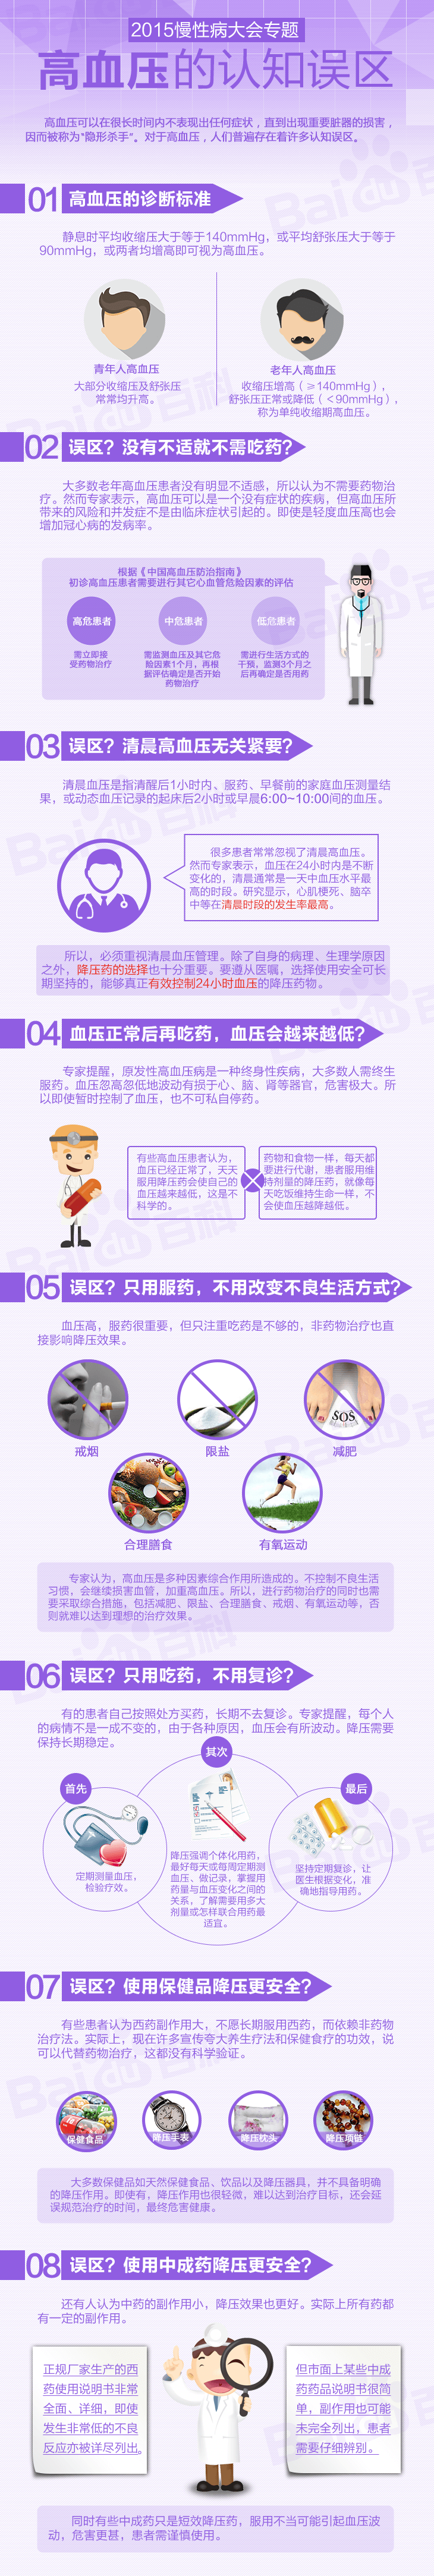 2015慢性病大会专题
高血压的认知误区
高血压可以在很长时间内不表现出任何症状，直到出现重要脏器的损害，
因而被称为"隐形杀手"。对于高血压，人们普遍存在着许多认知误区。
01 高血压的诊断标准
静息时平均收缩压大于等于140mmHg，或平均舒张压大于等于
90mmHg，或两者均增高即可视为高血压。
青年人高血压
大部分收缩压及舒张压
常常均升高。
老年人高血压
收缩压增高（≥140mmHg），
舒张压正常或降低（＜90mmHg），
称为单纯收缩期高血压。
02 误区？没有不适就不需吃药？
大多数老年高血压患者没有明显不适感，所以认为不需要药物治
疗。然而专家表示，高血压可以是一个没有症状的疾病，但高血压所
带来的风险和并发症不是由临床症状引起的。即使是轻度血压高也会
增加冠心病的发病率。
根据《中国高血压防治指南》
初诊高血压患者需要进行其它心血管危险因素的评估
高危患者
需立即接
受药物治疗
中危患者
需监测血压及其它危
险因素1个月，再根
据评估确定是否开始
药物治疗
低危患者
需进行生活方式的
干预，监测3个月之
后再确定是否用药
03 误区？清晨高血压无关紧要？
清晨血压是指清醒后1小时内、服药、早餐前的家庭血压测量结
果，或动态血压记录的起床后2小时或早晨6:00~10:00间的血压。
很多患者常常忽视了清晨高血压。
然而专家表示，血压在24小时内是不断
变化的，清晨通常是一天中血压水平最
高的时段。研究显示，心肌梗死、脑卒
中等在清晨时段的发生率最高。
所以，必须重视清晨血压管理。除了自身的病理、生理学原因
之外，降压药的选择也十分重要。要遵从医嘱，选择使用安全可长
期坚持的，能够真正有效控制24小时血压的降压药物。
04 血压正常后再吃药，血压会越来越低？
专家提醒，原发性高血压病是一种终身性疾病，大多数人需终生
服药。血压忽高忽低地波动有损于心、脑、肾等器官，危害极大。所
以即使暂时控制了血压，也不可私自停药。
有些高血压患者认为，
血压已经正常了，天天
服用降压药会使自己的
血压越来越低，这是不
科学的。
药物和食物一样，每天都
要进行代谢，患者服用维
持剂量的降压药，就像每
天吃饭维持生命一样，不
会使血压越降越低。
05 误区？只用服药，不用改变不良生活方式？
血压高，服药很重要，但只注重吃药是不够的，非药物治疗也直
接影响降压效果。
SOS
戒烟
限盐
减肥
合理膳食
有氧运动
专家认为，高血压是多种因素综合作用所造成的。不控制不良生活
习惯，会继续损害血管，加重高血压。所以，进行药物治疗的同时也需
要采取综合措施，包括减肥、限盐、合理膳食、戒烟、有氧运动等，否
则就难以达到理想的治疗效果。
06 误区？只用吃药，不用复诊？
有的患者自己按照处方买药，长期不去复诊。专家提醒，每个人
的病情不是一成不变的，由于各种原因，血压会有所波动。降压需要
保持长期稳定。
首先
定期测量血压，
检验疗效。
其次
降压强调个体化用药，
最好每天或每周定期测
血压、做记录，掌握用
药量与血压变化之间的
关系，了解需要用多大
剂量或怎样联合用药最
适宜。
最后
坚持定期复诊，让
医生根据变化，准
确地指导用药。
07 误区？使用保健品降压更安全？
有些患者认为西药副作用大，不愿长期服用西药，而依赖非药物
治疗法。实际上，现在许多宣传夸大养生疗法和保健食疗的功效，说
可以代替药物治疗，这都没有科学验证。
保健食品
降压手表
降压枕头
降压项链
大多数保健品如天然保健食品、饮品以及降压器具，并不具备明确
的降压作用。即使有，降压作用也很轻微，难以达到治疗目标，还会延
误规范治疗的时间，最终危害健康。
08 误区？使用中成药降压更安全？
还有人认为中药的副作用小，降压效果也更好。实际上所有药都
有一定的副作用。
正规厂家生产的西
药使用说明书非常
全面、详细，即使
发生非常低的不良
反应亦被详尽列出。
但市面上某些中成
药药品说明书很简
单，副作用也可能
未完全列出，患者
需要仔细辨别。
同时有些中成药只是短效降压药，服用不当可能引起血压波
动，危害更甚，患者需谨慎使用。